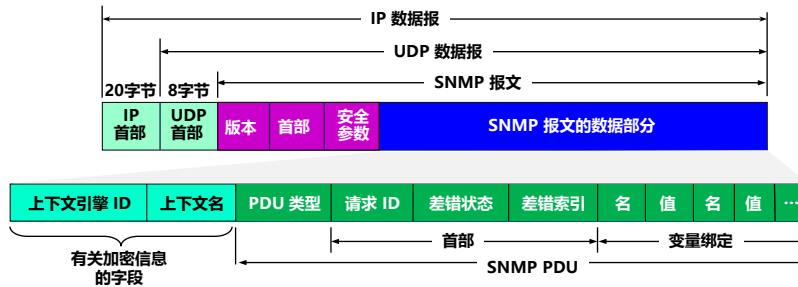 IP 数据报
UDP 数据报
20字节 8字节 SNMP 报文
IP 首部
UDP 首部
版本
首部
安全参数
SNMP 报文的数据部分
上下文引擎 ID
上下文名
PDU 类型
请求 ID
差错状态
差错索引
名
值
名
值
…
有关加密信息
的字段
首部
变量绑定
SNMP PDU